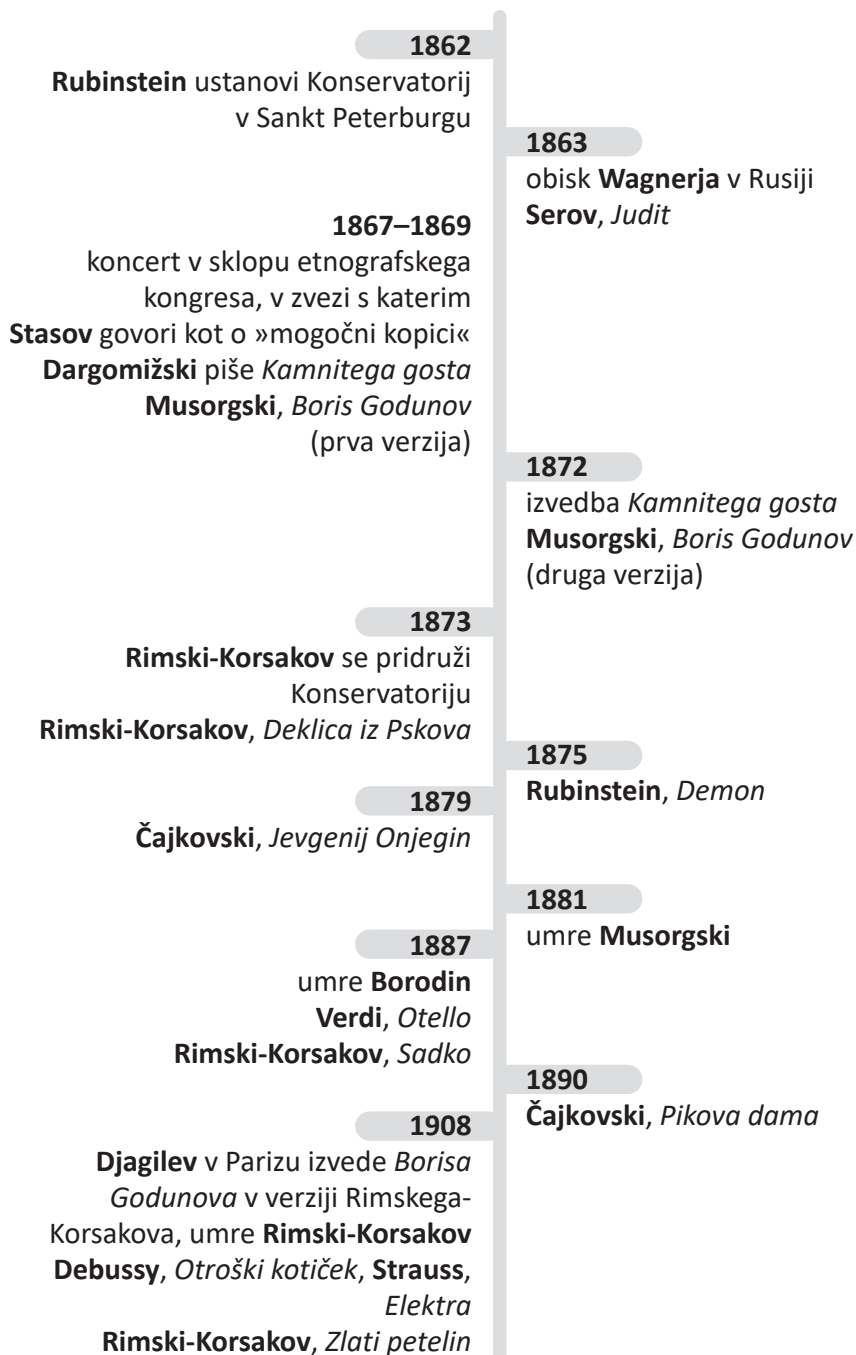 1862
Rubinstein ustanovi Konservatorij
v Sankt Peterburgu
1863
obisk Wagnerja v Rusiji
Serov, Judit
1867–1869
koncert v sklopu etnografskega
kongresa, v zvezi s katerim
Stasov govori kot o »mogočni kopici«
Dargomižski piše Kamnitega gosta
Musorgski, Boris Godunov
(prva verzija)
1872
izvedba Kamnitega gosta
Musorgski, Boris Godunov
(druga verzija)
1873
Rimski-Korsakov se pridruži
Konservatoriju
Rimski-Korsakov, Deklica iz Pskova
1875
Rubinstein, Demon
1879
Čajkovski, Jevgenij Onjegin
1881
umre Musorgski
1887
umre Borodin
Verdi, Otello
Rimski-Korsakov, Sadko
1890
Čajkovski, Pikova dama
1908
Djagilev v Parizu izvede Borisa
Godunova v verziji Rimskega-
Korsakova, umre Rimski-Korsakov
Debussy, Otroški kotiček, Strauss,
Elektra
Rimski-Korsakov, Zlati petelin